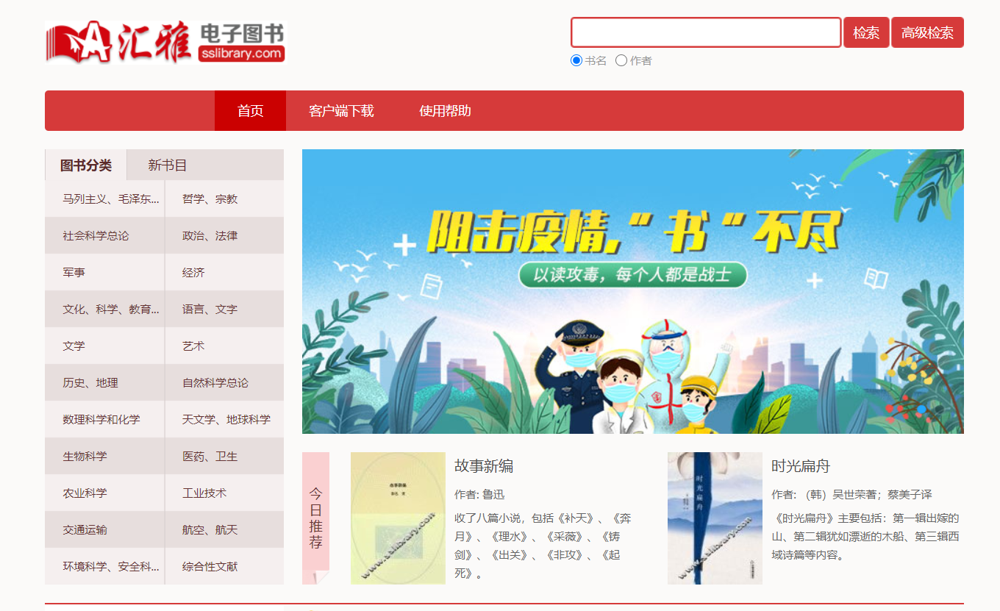 汇雅 电子图书
sslibrary.com
检索
高级检索
书名 作者
首页 客户端下载 使用帮助
图书分类 新书目
马列主义、毛泽东... 哲学、宗教
社会科学总论 政治、法律
军事 经济
文化、科学、教育... 语言、文字
文学 艺术
历史、地理 自然科学总论
数理科学和化学 天文学、地球科学
生物科学 医药、卫生
农业科学 工业技术
交通运输 航空、航天
环境科学、安全科... 综合性文献
阻击疫情，“书“不尽
以读攻毒，每个人都是战士
今日推荐
故事新编
www.sslibrary.com
故事新编
作者: 鲁迅
收了八篇小说，包括《补天》、《奔
月》、《理水》、《采薇》、《铸
剑》、《出关》、《非攻》、《起
死》。
时光扁舟
www.sslibrary.com
时光扁舟
作者: （韩）吴世荣著；蔡美子译
《时光扁舟》主要包括：第一辑出嫁的
山、第二辑犹如漂逝的木船、第三辑西
域诗篇等内容。